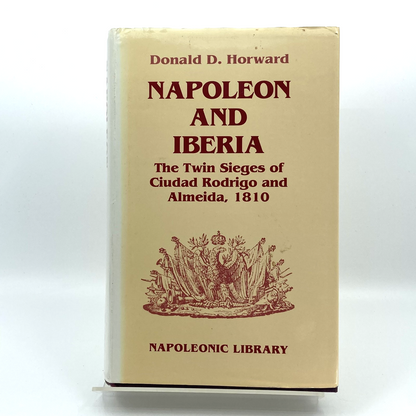 Donald D. Horward
NAPOLEON
AND
IBERIA
The Twin Sieges of
Ciudad Rodrigo and
Almeida, 1810
NAPOLEONIC LIBRARY